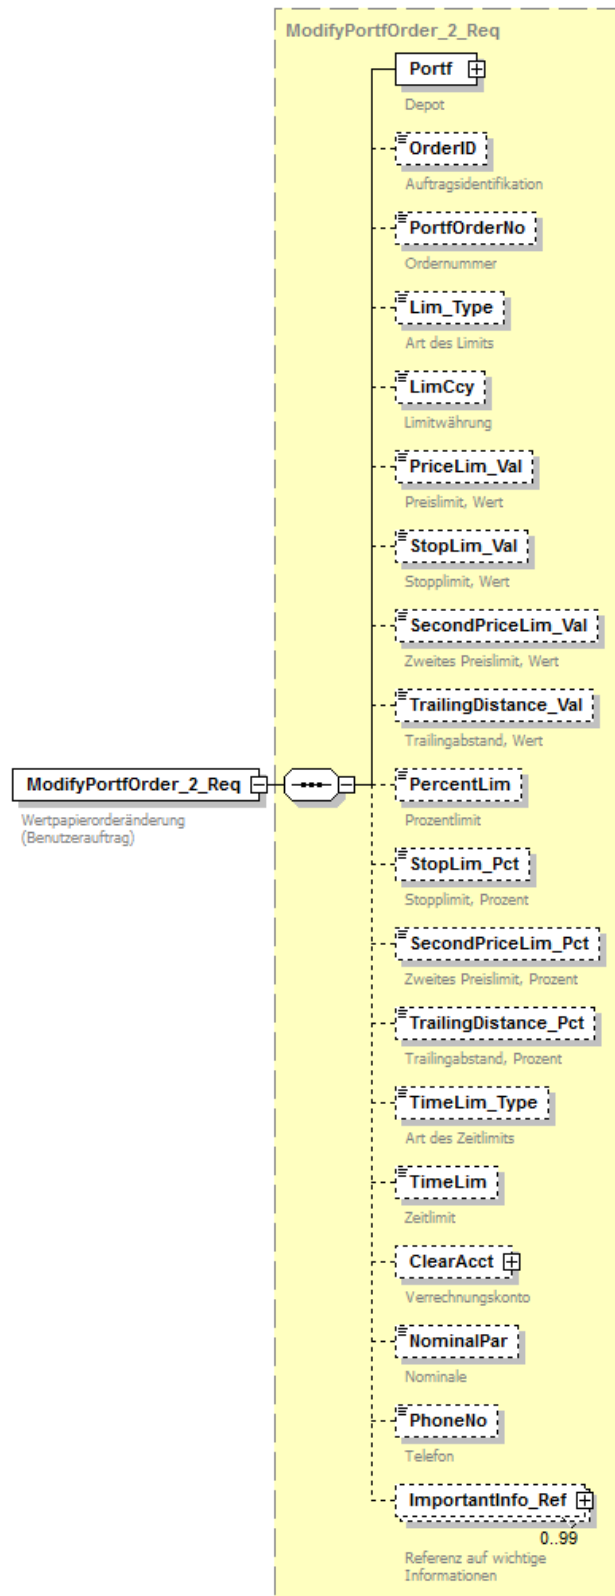 ModifyPortfOrder_2_Req
Portf
Depot
OrderID
Auftragsidentifikation
PortfOrderNo
Ordernummer
Lim_Type
Art des Limits
LimCcy
Limitwährung
PriceLim_Val
Preislimit, Wert
StopLim_Val
Stopplimit, Wert
SecondPriceLim_Val
Zweites Preislimit, Wert
TrailingDistance_Val
Trailingabstand, Wert
ModifyPortfOrder_2_Req
Wertpapierorderänderung
(Benutzerauftrag)
PercentLim
Prozentlimit
StopLim_Pct
Stopplimit, Prozent
SecondPriceLim_Pct
Zweites Preislimit, Prozent
TrailingDistance_Pct
Trailingabstand, Prozent
TimeLim_Type
Art des Zeitlimits
TimeLim
Zeitlimit
ClearAcct
Verrechnungskonto
NominalPar
Nominale
PhoneNo
Telefon
ImportantInfo_Ref
0..99
Referenz auf wichtige
Informationen